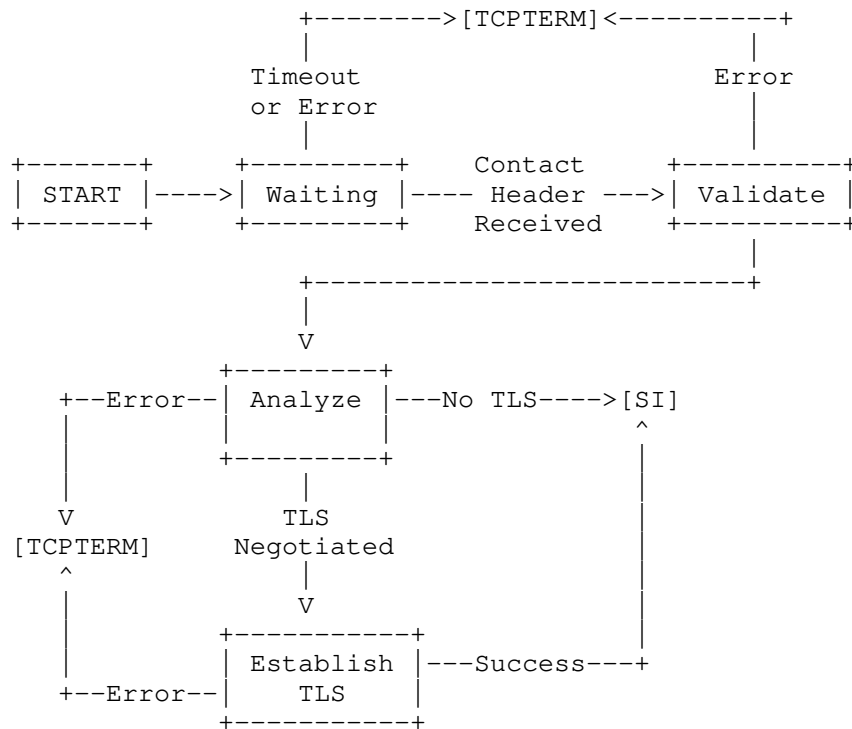 +-------->[TCPTERM]<----------+
|                             |
Timeout                     Error
or Error                      |
|                             |
+-------+     +---------+    Contact    +----------+
| START |---->| Waiting |----  Header --->| Validate |
+-------+     +---------+    Received   +----------+
|
+---------------------------+
|
V
+---------+
+--Error--| Analyze |---No TLS---->[SI]
|         |         |               ^
|         +---------+               |
|              |                    |
V             TLS                   |
[TCPTERM]    Negotiated             |
^              |                    |
|              V                    |
|         +-----------+             |
|         | Establish |---Success---+
+--Error--|    TLS    |
+-----------+